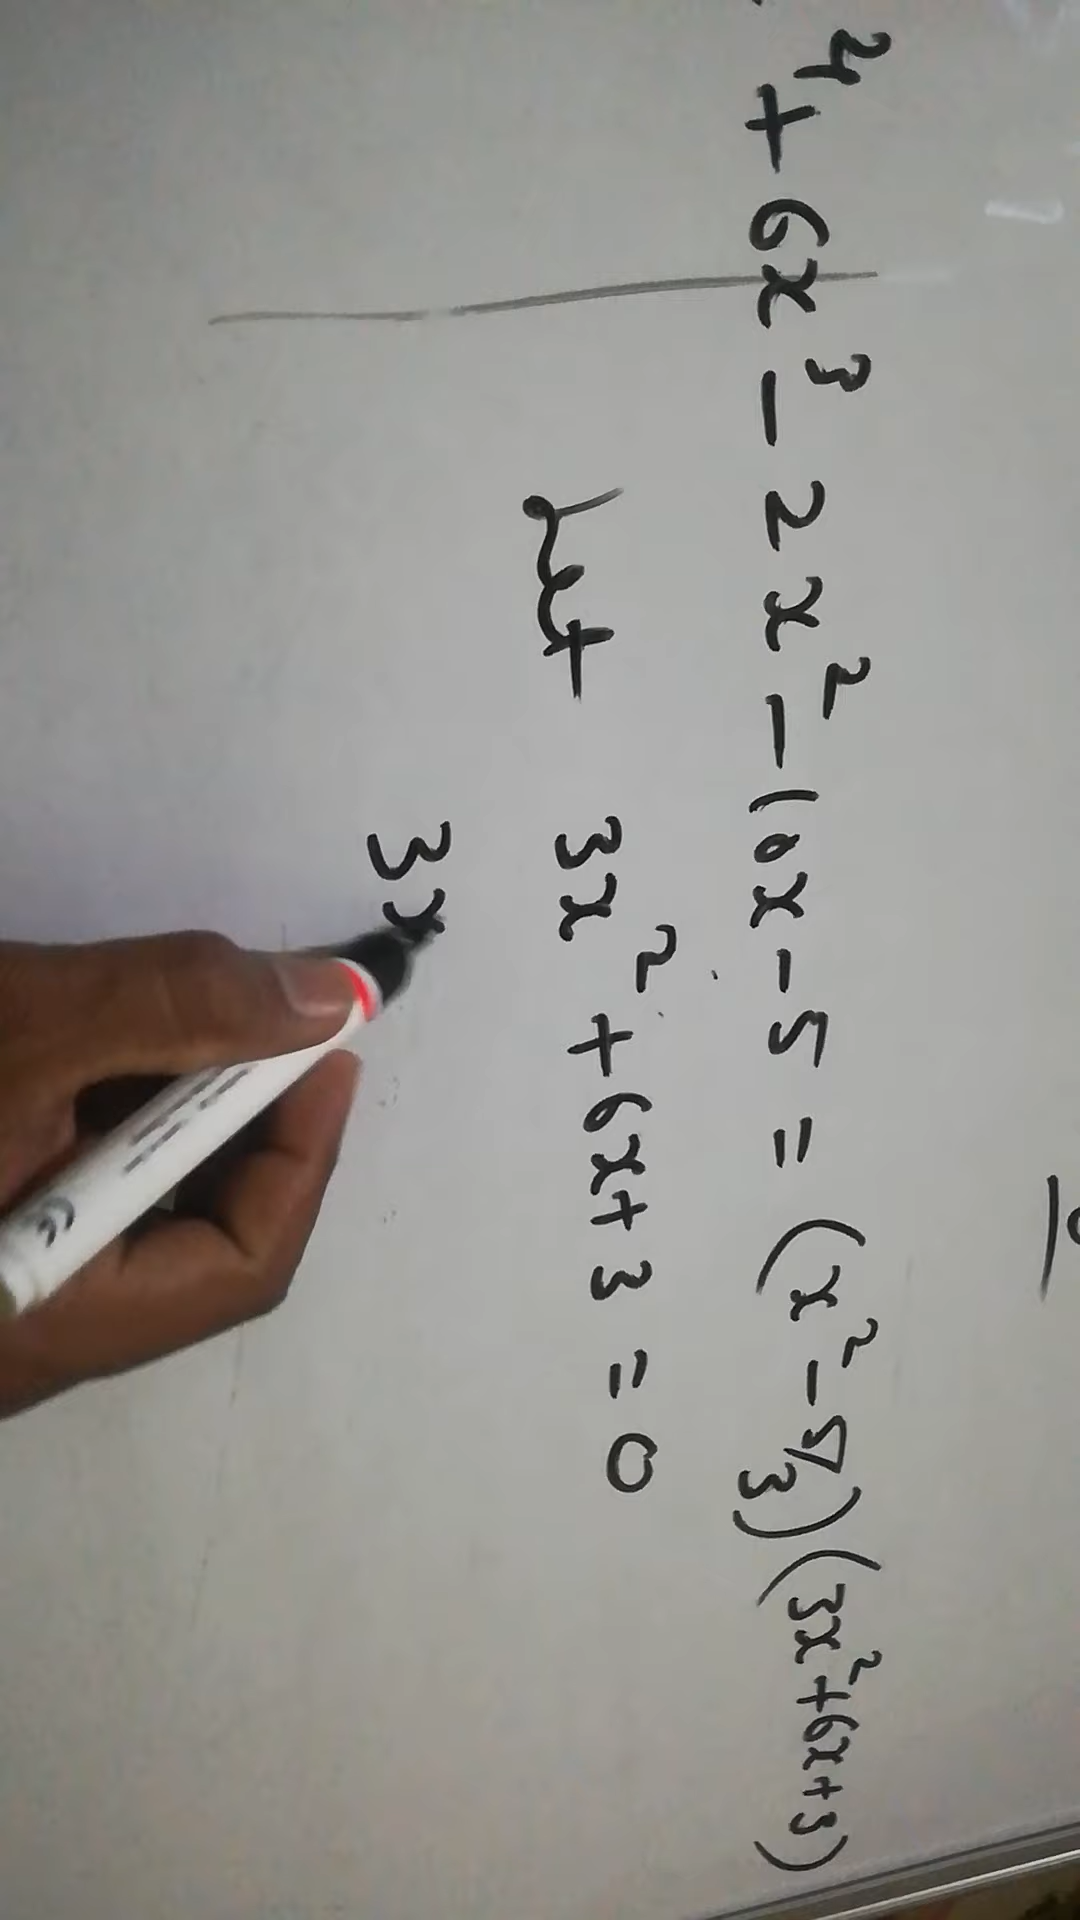 ⁴ + 6x³ - 2x² - 10x - 5 = (x² - 5/3)(3x² + 6x + 3)
Let 3x² + 6x + 3 = 0
3x